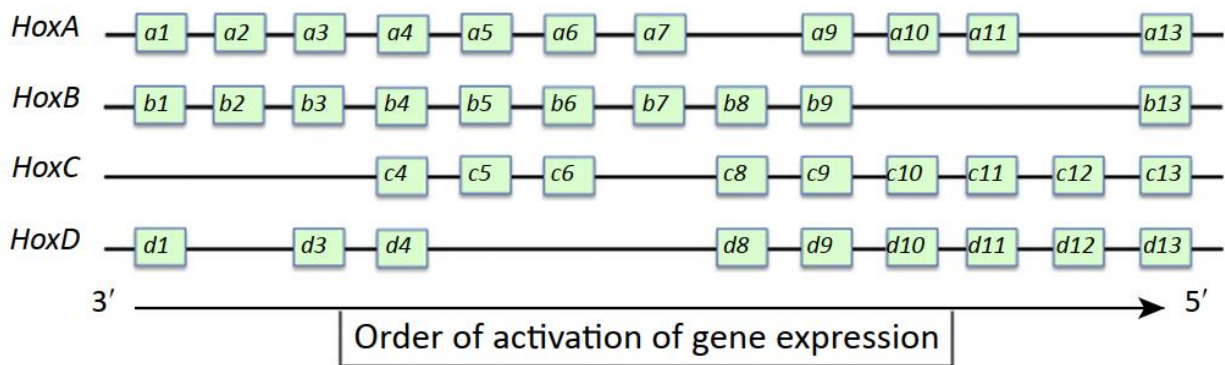 HoxA a1 a2 a3 a4 a5 a6 a7 a9 a10 a11 a13
HoxB b1 b2 b3 b4 b5 b6 b7 b8 b9 b13
HoxC c4 c5 c6 c8 c9 c10 c11 c12 c13
HoxD d1 d3 d4 d8 d9 d10 d11 d12 d13
3′ 5′
Order of activation of gene expression